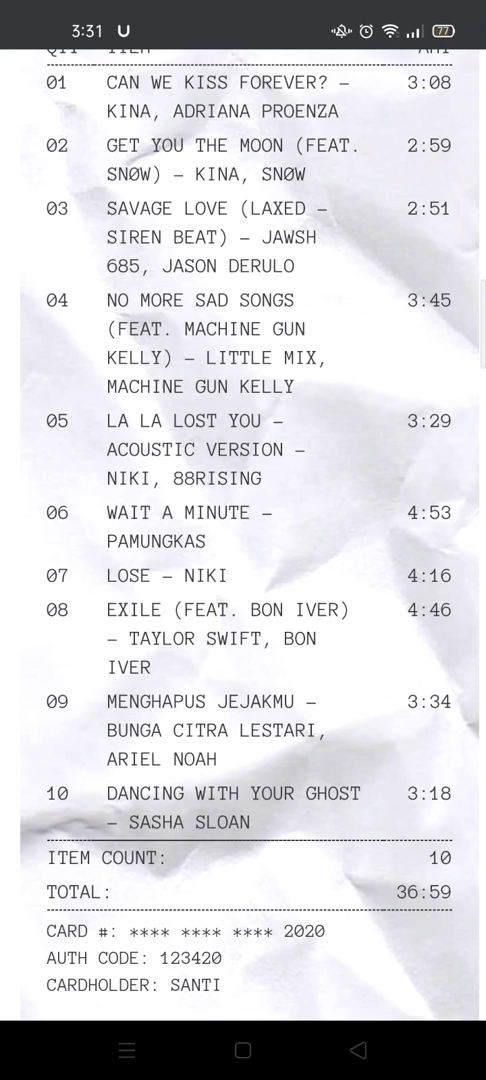 3:31 U 77
QTY ITEM AMT
01 CAN WE KISS FOREVER? – 3:08
KINA, ADRIANA PROENZA
02 GET YOU THE MOON (FEAT. 2:59
SNØW) – KINA, SNØW
03 SAVAGE LOVE (LAXED – 2:51
SIREN BEAT) – JAWSH
685, JASON DERULO
04 NO MORE SAD SONGS 3:45
(FEAT. MACHINE GUN
KELLY) – LITTLE MIX,
MACHINE GUN KELLY
05 LA LA LOST YOU – 3:29
ACOUSTIC VERSION –
NIKI, 88RISING
06 WAIT A MINUTE – 4:53
PAMUNGKAS
07 LOSE – NIKI 4:16
08 EXILE (FEAT. BON IVER) 4:46
– TAYLOR SWIFT, BON
IVER
09 MENGHAPUS JEJAKMU – 3:34
BUNGA CITRA LESTARI,
ARIEL NOAH
10 DANCING WITH YOUR GHOST 3:18
– SASHA SLOAN
ITEM COUNT: 10
TOTAL: 36:59
CARD #: **** **** **** 2020
AUTH CODE: 123420
CARDHOLDER: SANTI